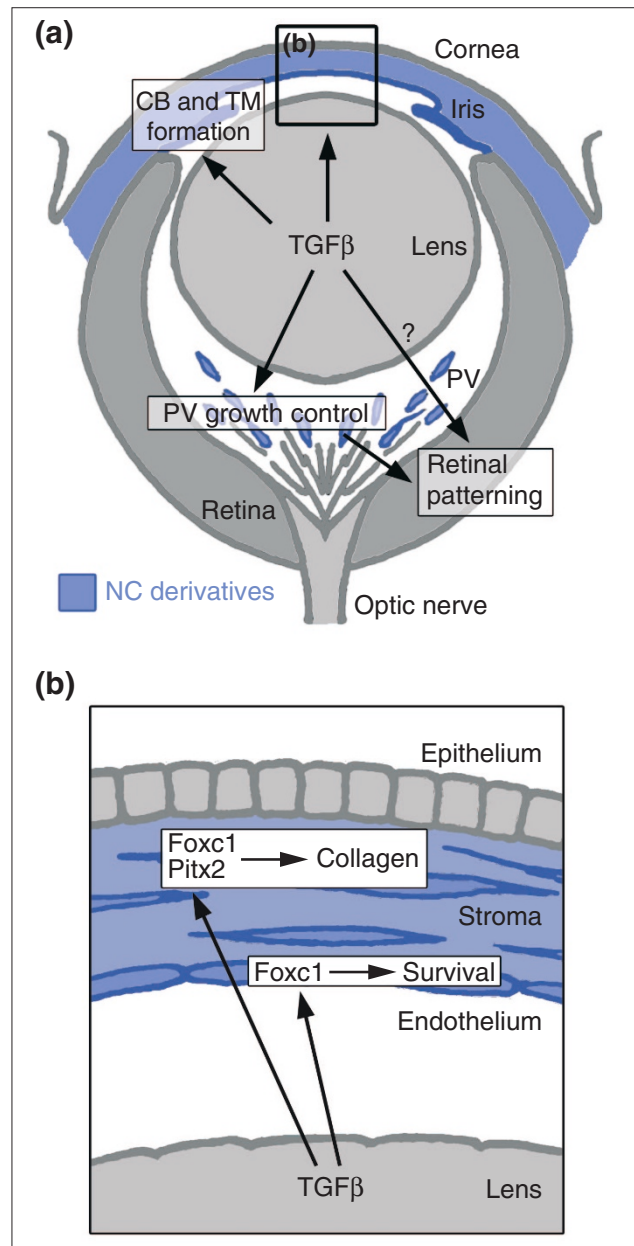 (a)
(b)
Cornea
CB and TM
formation
Iris
TGFβ
Lens
?
PV
PV growth control
Retinal
patterning
Retina
NC derivatives
Optic nerve
(b)
Epithelium
Foxc1
Pitx2
Collagen
Stroma
Foxc1
Survival
Endothelium
TGFβ
Lens